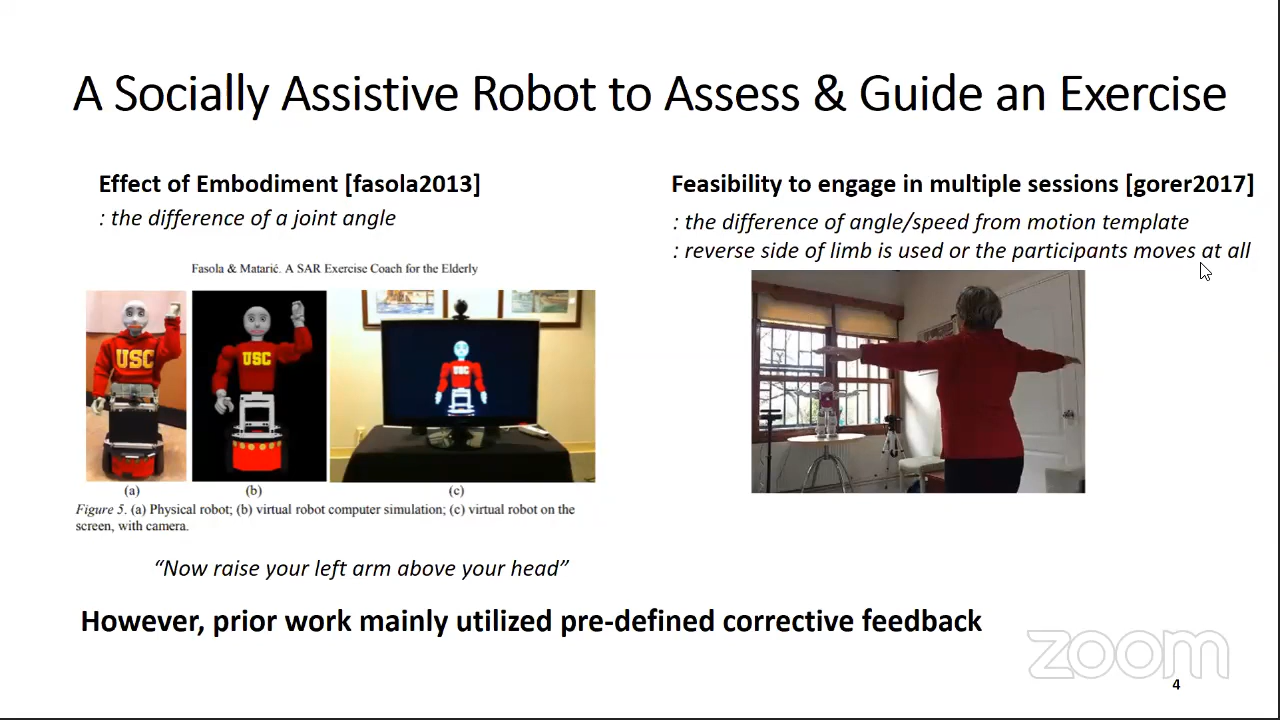 A Socially Assistive Robot to Assess & Guide an Exercise
Effect of Embodiment [fasola2013]
: the difference of a joint angle
Fasola & Matarić. A SAR Exercise Coach for the Elderly
USC
USC
USC
(a)
(b)
(c)
Figure 5. (a) Physical robot; (b) virtual robot computer simulation; (c) virtual robot on the
screen, with camera.
“Now raise your left arm above your head”
Feasibility to engage in multiple sessions [gorer2017]
: the difference of angle/speed from motion template
: reverse side of limb is used or the participants moves at all
However, prior work mainly utilized pre-defined corrective feedback
zoom
4